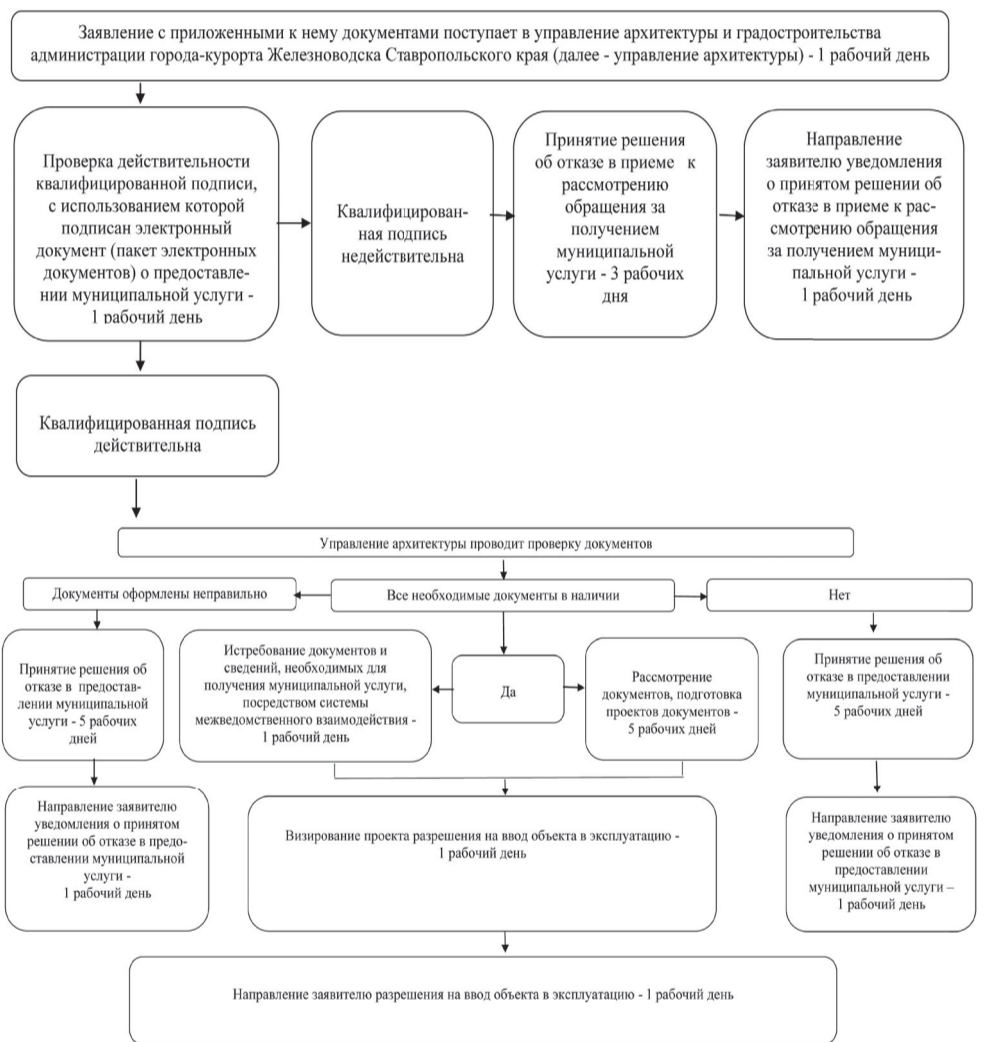 Заявление с приложенными к нему документами поступает в управление архитектуры и градостроительства
администрации города-курорта Железноводска Ставропольского края (далее - управление архитектуры) - 1 рабочий день
Проверка действительности
квалифицированной подписи,
с использованием которой
подписан электронный
документ (пакет электронных
документов) о предоставле-
нии муниципальной услуги -
1 рабочий день
Квалифицирован-
ная подпись
недействительна
Принятие решения
об отказе в приеме к
рассмотрению
обращения за
получением
муниципальной
услуги - 3 рабочих
дня
Направление
заявителю уведомления
о принятом решении об
отказе в приеме к рас-
смотрению обращения
за получением муници-
пальной услуги -
1 рабочий день
Квалифицированная подпись
действительна
Управление архитектуры проводит проверку документов
Документы оформлены неправильно
Все необходимые документы в наличии
Нет
Принятие решения об
отказе в предостав-
лении муниципальной
услуги - 5 рабочих
дней
Истребование документов и
сведений, необходимых для
получения муниципальной услуги,
посредством системы
межведомственного взаимодействия -
1 рабочий день
Да
Рассмотрение
документов, подготовка
проектов документов -
5 рабочих дней
Принятие решения об
отказе в предоставлении
муниципальной услуги -
5 рабочих дней
Направление заявителю
уведомления о принятом
решении об отказе в предо-
ставлении муниципальной
услуги -
1 рабочий день
Визирование проекта разрешения на ввод объекта в эксплуатацию -
1 рабочий день
Направление заявителю
уведомления о принятом
решении об отказе в
предоставлении
муниципальной услуги –
1 рабочий день
Направление заявителю разрешения на ввод объекта в эксплуатацию - 1 рабочий день